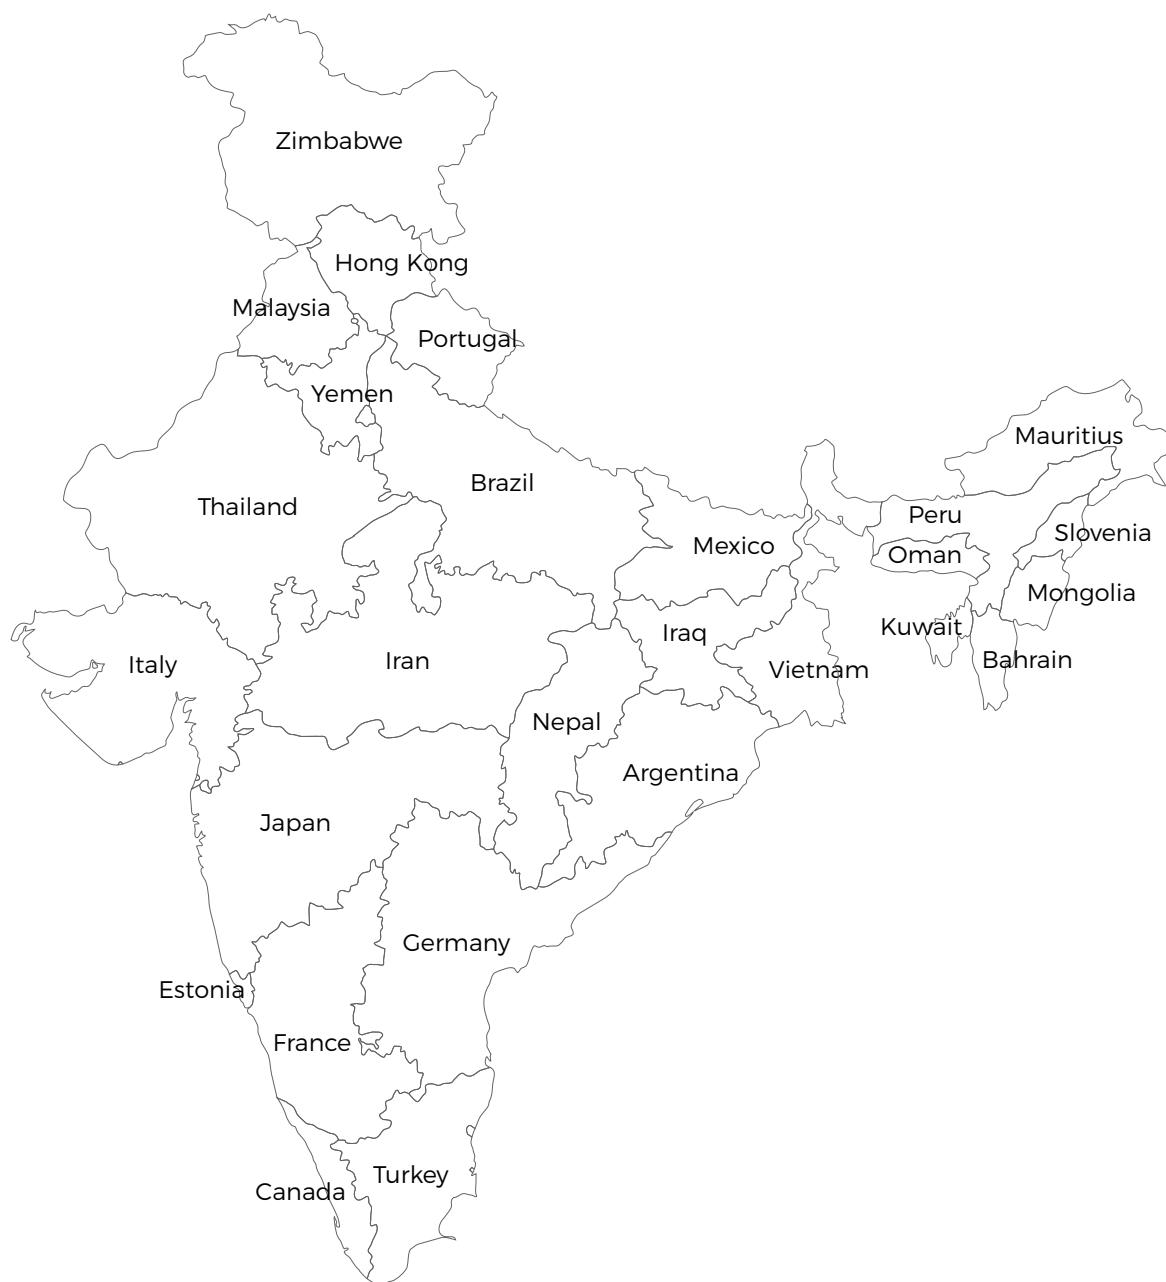 Zimbabwe
Hong Kong
Malaysia
Portugal
Yemen
Mauritius
Brazil
Thailand
Peru
Slovenia
Mexico
Oman
Mongolia
Kuwait
Iraq
Bahrain
Iran
Italy
Vietnam
Nepal
Argentina
Japan
Germany
Estonia
France
Turkey
Canada